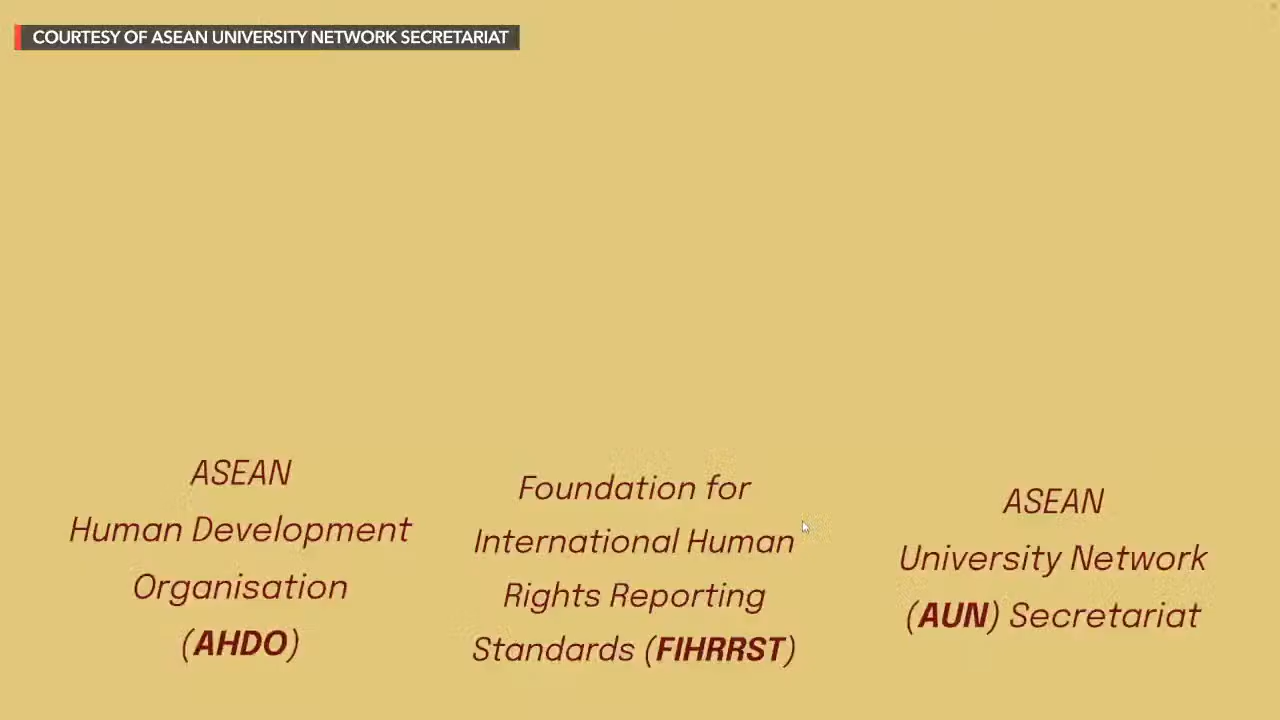 COURTESY OF ASEAN UNIVERSITY NETWORK SECRETARIAT
ASEAN
Human Development
Organisation
(AHDO)
Foundation for
International Human
Rights Reporting
Standards (FIHRRST)
ASEAN
University Network
(AUN) Secretariat